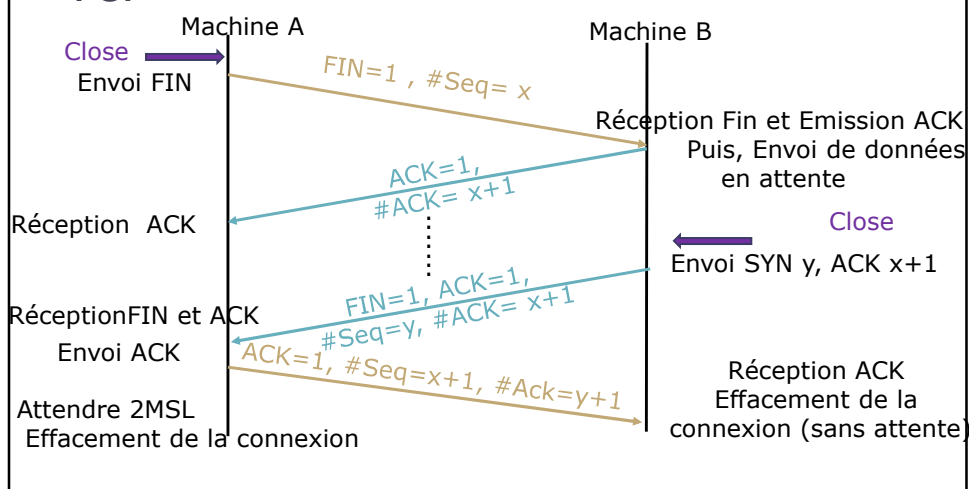 Machine A
Machine B
Close
Envoi FIN
FIN=1 , #Seq= x
Réception Fin et Emission ACK
Puis, Envoi de données
en attente
ACK=1,
#ACK= x+1
Réception  ACK
Close
Envoi SYN y, ACK x+1
FIN=1, ACK=1,
#Seq=y, #ACK= x+1
RéceptionFIN et ACK
Envoi ACK
ACK=1, #Seq=x+1, #Ack=y+1
Réception ACK
Effacement de la
connexion (sans attente)
Attendre 2MSL
Effacement de la connexion